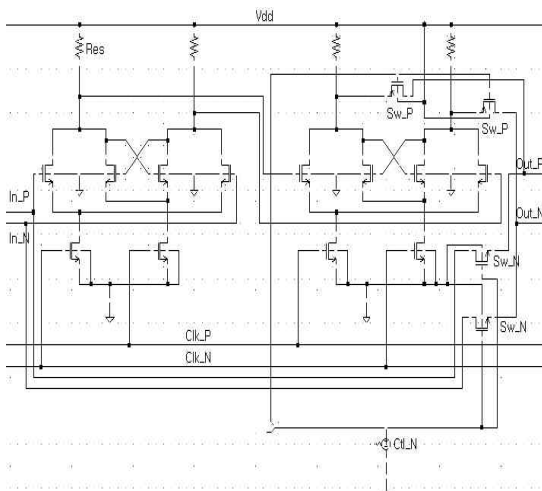 Vdd
Res
Sw_P
Sw_P
Out_P
In_P
Out_N
In_N
Sw_N
Sw_N
Clk_P
Clk_N
Ctl_N